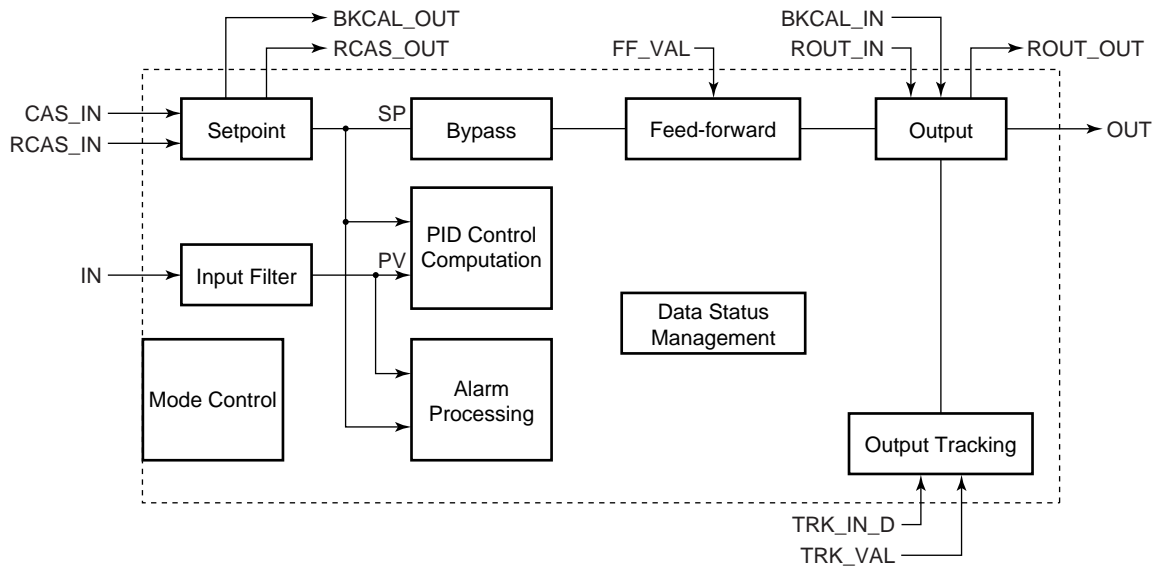 BKCAL_OUT
RCAS_OUT
FF_VAL
BKCAL_IN
ROUT_IN
ROUT_OUT
CAS_IN
RCAS_IN
Setpoint
SP
Bypass
Feed-forward
Output
OUT
IN
Input Filter
PV
PID Control
Computation
Data Status
Management
Mode Control
Alarm
Processing
Output Tracking
TRK_IN_D
TRK_VAL